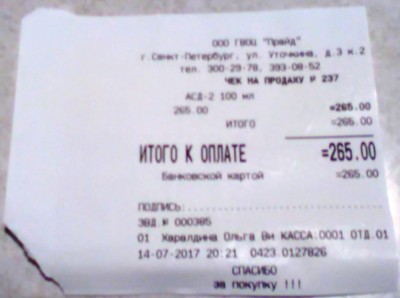 ООО ГВОЦ "Прайд"
г.Санкт-Петербург, ул. Уточкина, д.3 к.2
тел. 300-29-78, 393-08-52
ЧЕК НА ПРОДАЖУ № 237
АСД-2 100 мл
265.00 =265.00
ИТОГО =265.00
ИТОГО К ОПЛАТЕ =265.00
Банковской картой =265.00
ПОДПИСЬ:
ЗВД № 000385
01 Харалдина Ольга Ви КАССА:0001 ОТД.01
14-07-2017 20:21 0423.0127826
СПАСИБО
за покупку !!!